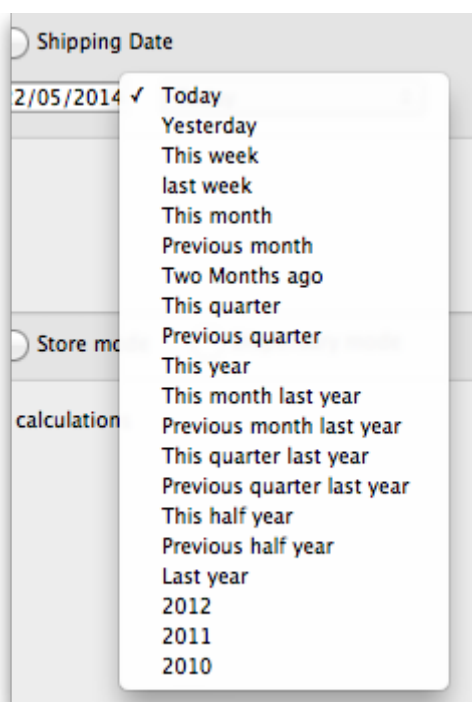 Shipping Date
2/05/2014 ✓ Today
Yesterday
This week
last week
This month
Previous month
Two Months ago
This quarter
Previous quarter
Store mo
This year
This month last year
calculation
Previous month last year
This quarter last year
Previous quarter last year
This half year
Previous half year
Last year
2012
2011
2010